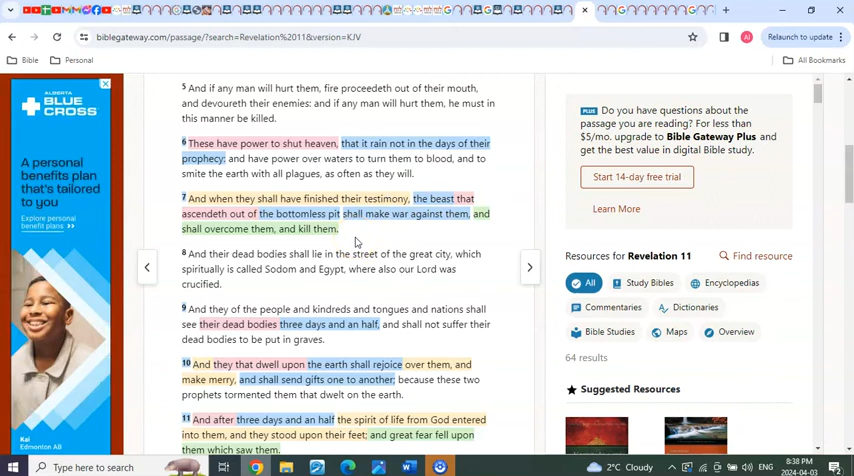 biblegateway.com/passage/?search=Revelation%2011&version=KJV
AI
Relaunch to update
Bible
Personal
All Bookmarks
ALBERTA
BLUE
CROSS
A personal
benefits plan
that's tailored
to you
Explore personal
benefit plans >>
Kai
Edmonton AB
5 And if any man will hurt them, fire proceedeth out of their mouth,
and devoureth their enemies: and if any man will hurt them, he must in
this manner be killed.
6 These have power to shut heaven, that it rain not in the days of their
prophecy: and have power over waters to turn them to blood, and to
smite the earth with all plagues, as often as they will.
7 And when they shall have finished their testimony, the beast that
ascendeth out of the bottomless pit shall make war against them, and
shall overcome them, and kill them.
8 And their dead bodies shall lie in the street of the great city, which
spiritually is called Sodom and Egypt, where also our Lord was
crucified.
9 And they of the people and kindreds and tongues and nations shall
see their dead bodies three days and an half, and shall not suffer their
dead bodies to be put in graves.
10 And they that dwell upon the earth shall rejoice over them, and
make merry, and shall send gifts one to another; because these two
prophets tormented them that dwelt on the earth.
11 And after three days and an half the spirit of life from God entered
into them, and they stood upon their feet; and great fear fell upon
them which saw them.
PLUS Do you have questions about the
passage you are reading? For less than
$5/mo. upgrade to Bible Gateway Plus and
get the best value in digital Bible study.
Start 14-day free trial
Learn More
Resources for Revelation 11
Find resource
All
Study Bibles
Encyclopedias
Commentaries
Dictionaries
Bible Studies
Maps
Overview
64 results
Suggested Resources
Type here to search
2°C Cloudy
ENG
8:38 PM
2024-04-03